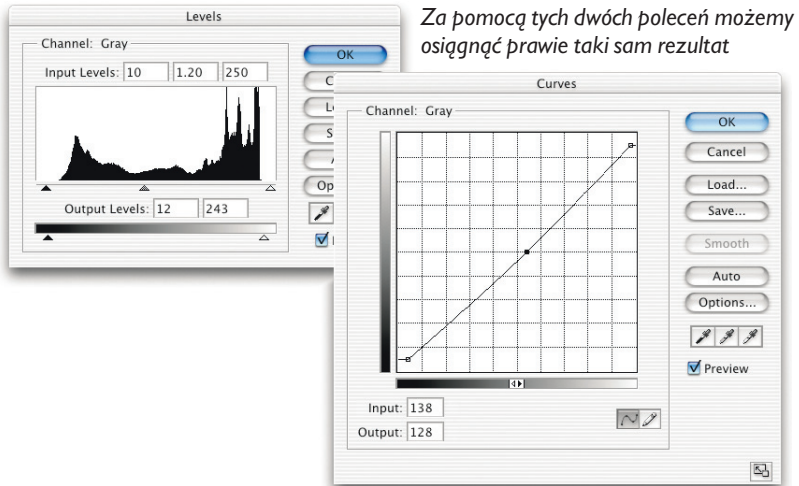 Levels
Za pomocą tych dwóch poleceń możemy
osiągnąć prawie taki sam rezultat
Channel: Gray
OK
Input Levels: 10 1.20 250
Output Levels: 12 243
Curves
Channel: Gray
OK
Cancel
Load...
Save...
Smooth
Auto
Options...
Preview
Input: 138
Output: 128